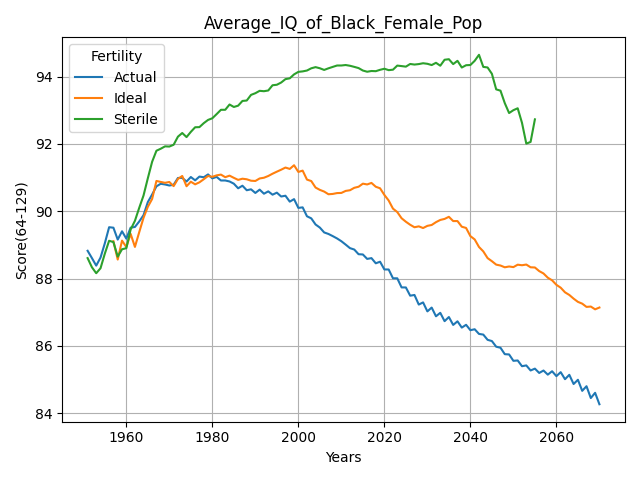 Average_IQ_of_Black_Female_Pop
Fertility
Actual
Ideal
Sterile
Score(64-129)
94
92
90
88
86
84
1960 1980 2000 2020 2040 2060
Years